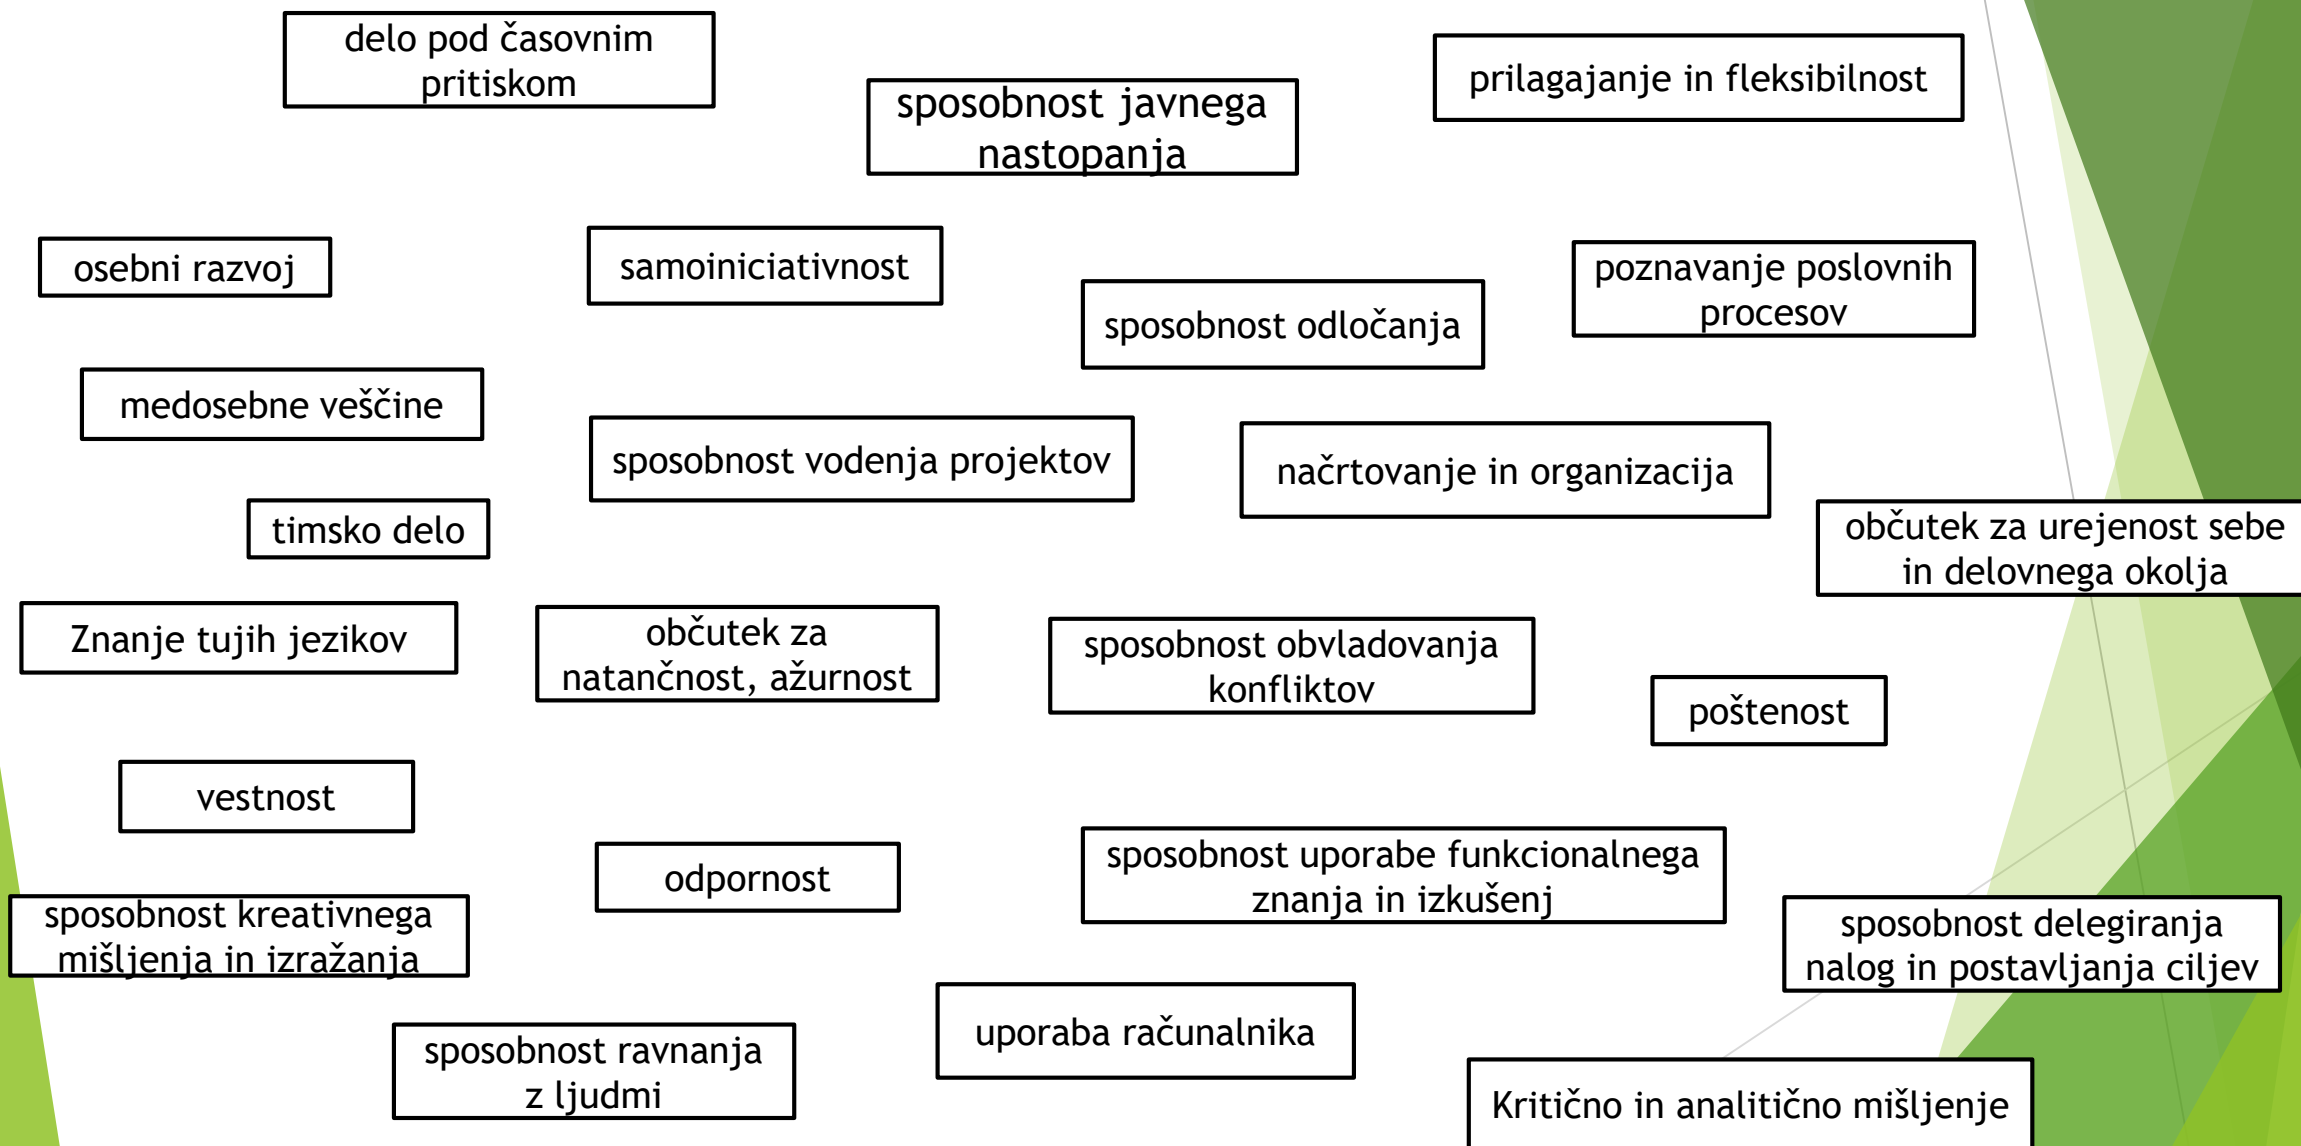 delo pod časovnim
pritiskom
sposobnost javnega
nastopanja
prilagajanje in fleksibilnost
osebni razvoj
samoiniciativnost
sposobnost odločanja
poznavanje poslovnih
procesov
medosebne veščine
sposobnost vodenja projektov
načrtovanje in organizacija
timsko delo
občutek za urejenost sebe
in delovnega okolja
Znanje tujih jezikov
občutek za
natančnost, ažurnost
sposobnost obvladovanja
konfliktov
poštenost
vestnost
odpornost
sposobnost uporabe funkcionalnega
znanja in izkušenj
sposobnost kreativnega
mišljenja in izražanja
sposobnost delegiranja
nalog in postavljanja ciljev
sposobnost ravnanja
z ljudmi
uporaba računalnika
Kritično in analitično mišljenje